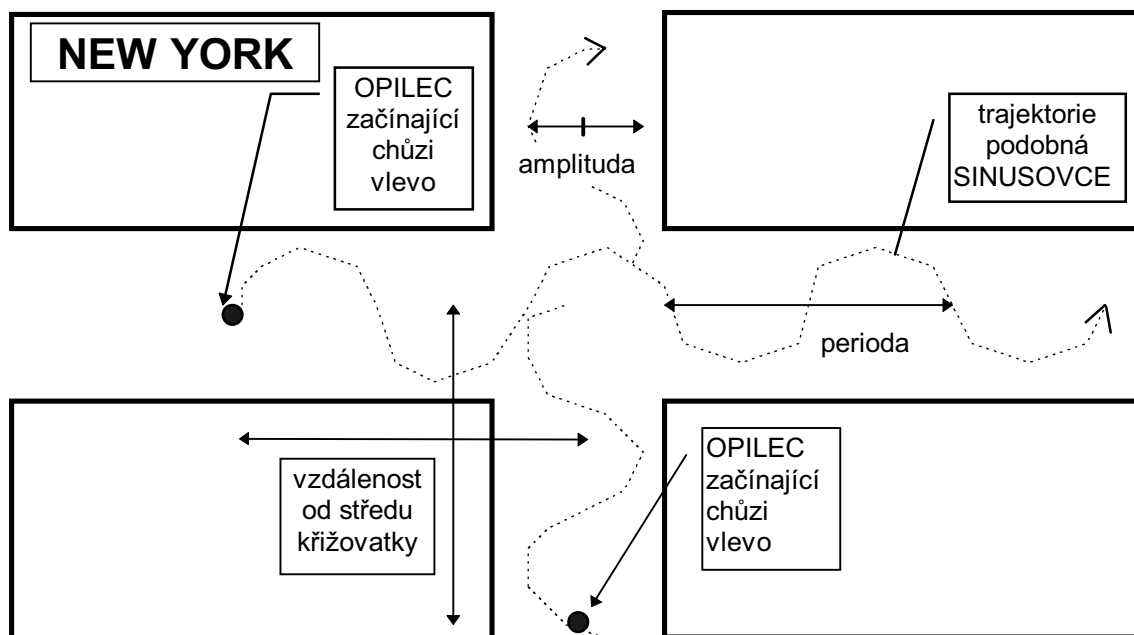 NEW YORK
OPILEC
začínající
chůzi
vlevo
amplituda
trajektorie
podobná
SINUSOVCE
perioda
vzdálenost
od středu
křižovatky
OPILEC
začínající
chůzi
vlevo